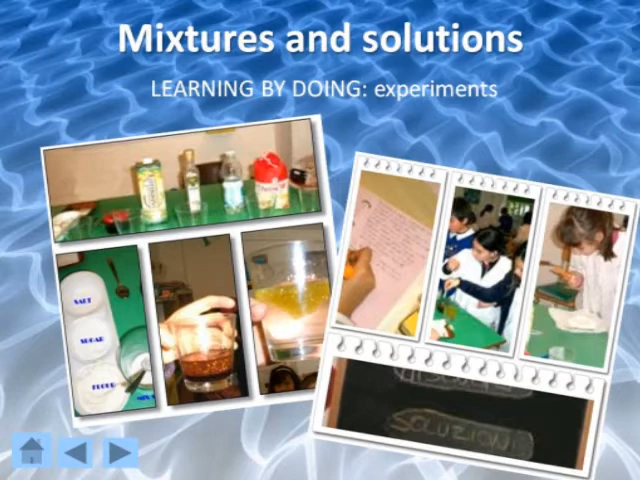 Mixtures and solutions
LEARNING BY DOING: experiments
SALT
SUGAR
FLOUR
SOLUZIONI